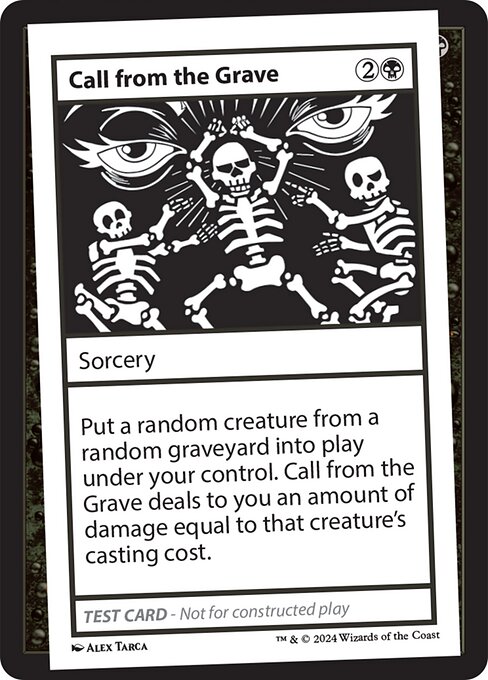 Call from the Grave 2
Sorcery
Put a random creature from a
random graveyard into play
under your control. Call from the
Grave deals to you an amount of
damage equal to that creature's
casting cost.
TEST CARD - Not for constructed play
ALEX TARCA ™ & © 2024 Wizards of the Coast